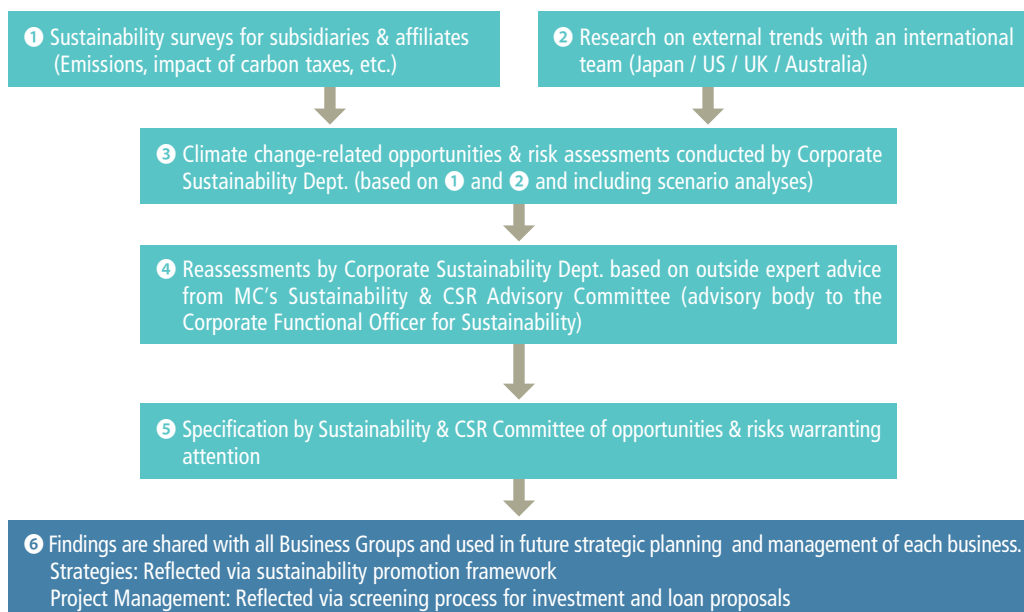 ❶ Sustainability surveys for subsidiaries & affiliates
(Emissions, impact of carbon taxes, etc.)
❷ Research on external trends with an international
team (Japan / US / UK / Australia)
❸ Climate change-related opportunities & risk assessments conducted by Corporate
Sustainability Dept. (based on ❶ and ❷ and including scenario analyses)
❹ Reassessments by Corporate Sustainability Dept. based on outside expert advice
from MC’s Sustainability & CSR Advisory Committee (advisory body to the
Corporate Functional Officer for Sustainability)
❺ Specification by Sustainability & CSR Committee of opportunities & risks warranting
attention
❻ Findings are shared with all Business Groups and used in future strategic planning and management of each business.
Strategies: Reflected via sustainability promotion framework
Project Management: Reflected via screening process for investment and loan proposals